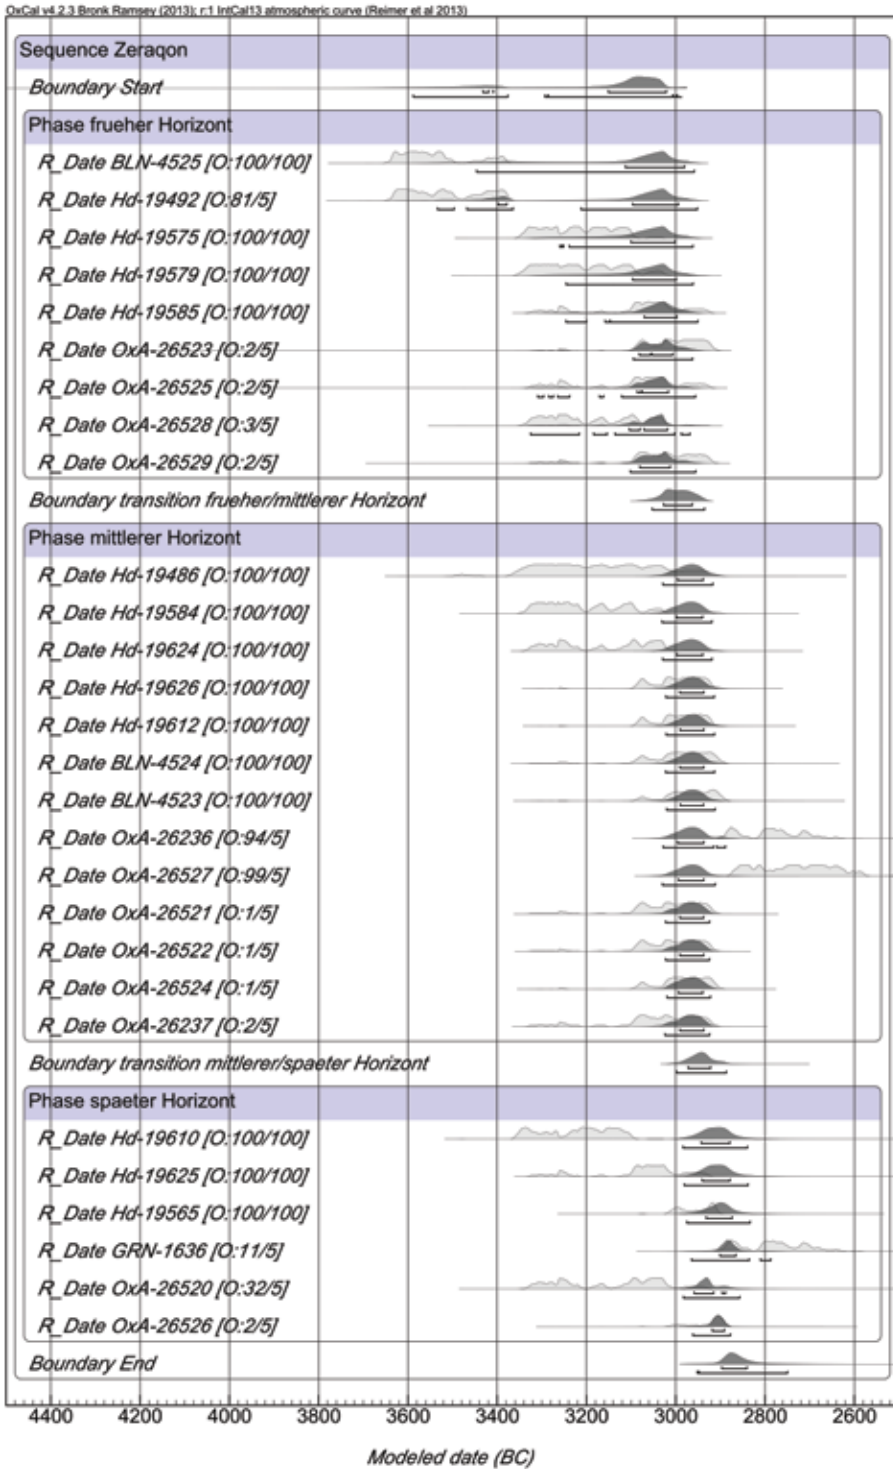 OxCal v4.2.3 Bronk Ramsey (2013); r:1 IntCal13 atmospheric curve (Reimer et al 2013)
Sequence Zeraqon
Boundary Start
Phase frueher Horizont
R_Date BLN-4525 [O:100/100]
R_Date Hd-19492 [O:81/5]
R_Date Hd-19575 [O:100/100]
R_Date Hd-19579 [O:100/100]
R_Date Hd-19585 [O:100/100]
R_Date OxA-26523 [O:2/5]
R_Date OxA-26525 [O:2/5]
R_Date OxA-26528 [O:3/5]
R_Date OxA-26529 [O:2/5]
Boundary transition frueher/mittlerer Horizont
Phase mittlerer Horizont
R_Date Hd-19486 [O:100/100]
R_Date Hd-19584 [O:100/100]
R_Date Hd-19624 [O:100/100]
R_Date Hd-19626 [O:100/100]
R_Date Hd-19612 [O:100/100]
R_Date BLN-4524 [O:100/100]
R_Date BLN-4523 [O:100/100]
R_Date OxA-26236 [O:94/5]
R_Date OxA-26527 [O:99/5]
R_Date OxA-26521 [O:1/5]
R_Date OxA-26522 [O:1/5]
R_Date OxA-26524 [O:1/5]
R_Date OxA-26237 [O:2/5]
Boundary transition mittlerer/spaeter Horizont
Phase spaeter Horizont
R_Date Hd-19610 [O:100/100]
R_Date Hd-19625 [O:100/100]
R_Date Hd-19565 [O:100/100]
R_Date GRN-1636 [O:11/5]
R_Date OxA-26520 [O:32/5]
R_Date OxA-26526 [O:2/5]
Boundary End
4400 4200 4000 3800 3600 3400 3200 3000 2800 2600
Modeled date (BC)